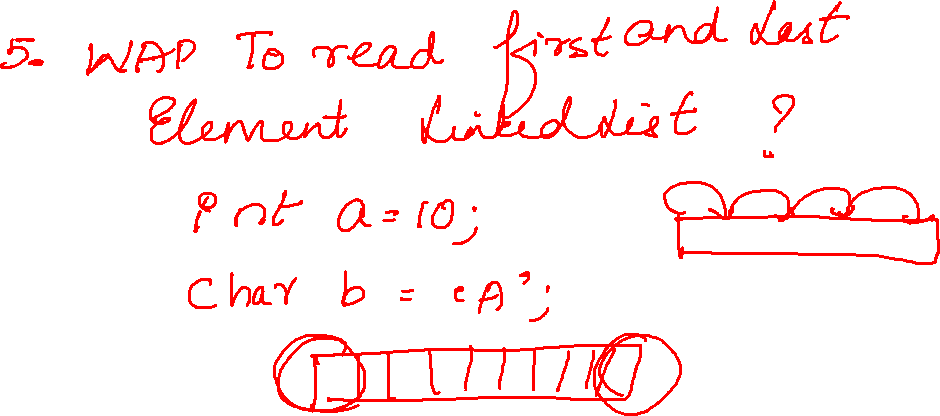 5. WAP To read first and Last
Element LinkedList ?
int a=10;
Char b = 'A';